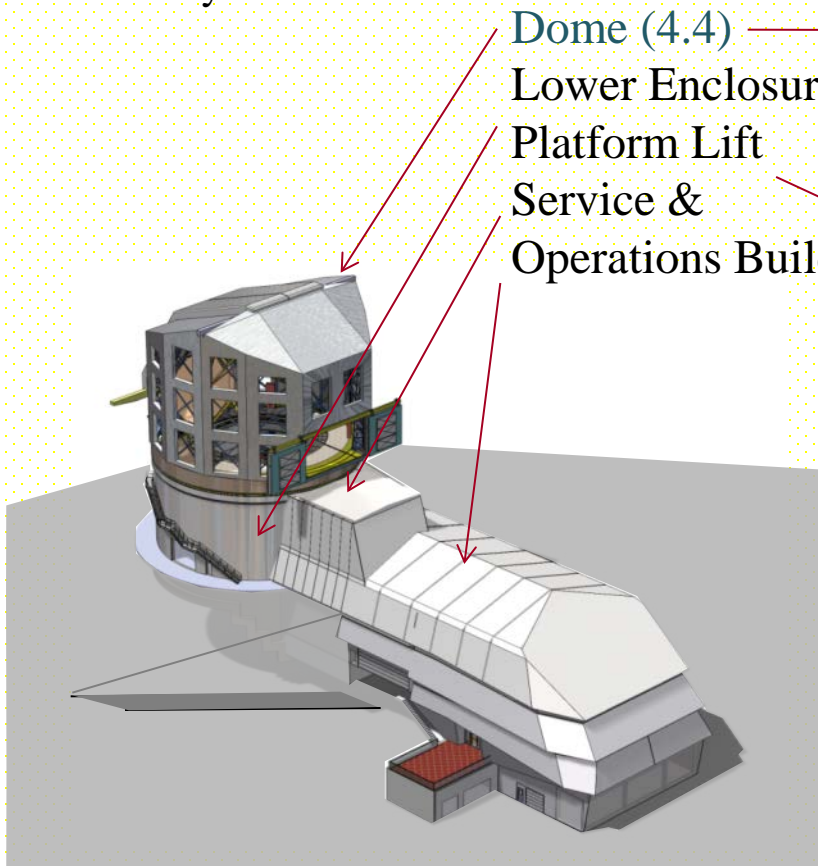 Dome (4.4)
Lower Enclosur
Platform Lift
Service &
Operations Buil